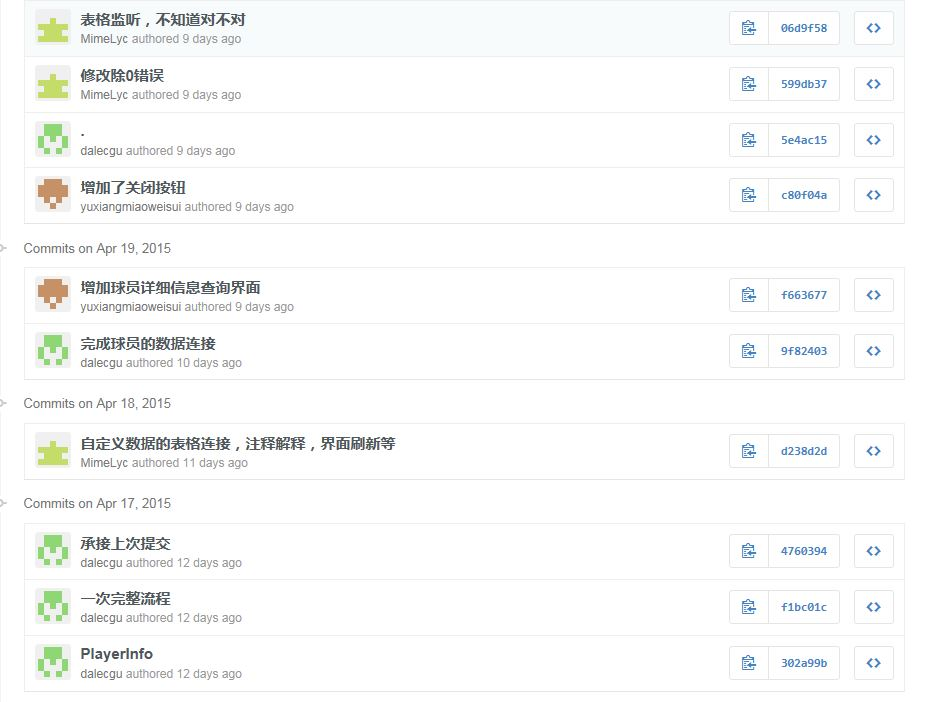 表格监听，不知道对不对
MimeLyc authored 9 days ago
06d9f58
修改除0错误
MimeLyc authored 9 days ago
599db37
.
dalecgu authored 9 days ago
5e4ac15
增加了关闭按钮
yuxiangmiaoweisui authored 9 days ago
c80f04a
Commits on Apr 19, 2015
增加球员详细信息查询界面
yuxiangmiaoweisui authored 9 days ago
f663677
完成球员的数据连接
dalecgu authored 10 days ago
9f82403
Commits on Apr 18, 2015
自定义数据的表格连接，注释解释，界面刷新等
MimeLyc authored 11 days ago
d238d2d
Commits on Apr 17, 2015
承接上次提交
dalecgu authored 12 days ago
4760394
一次完整流程
dalecgu authored 12 days ago
f1bc01c
PlayerInfo
dalecgu authored 12 days ago
302a99b